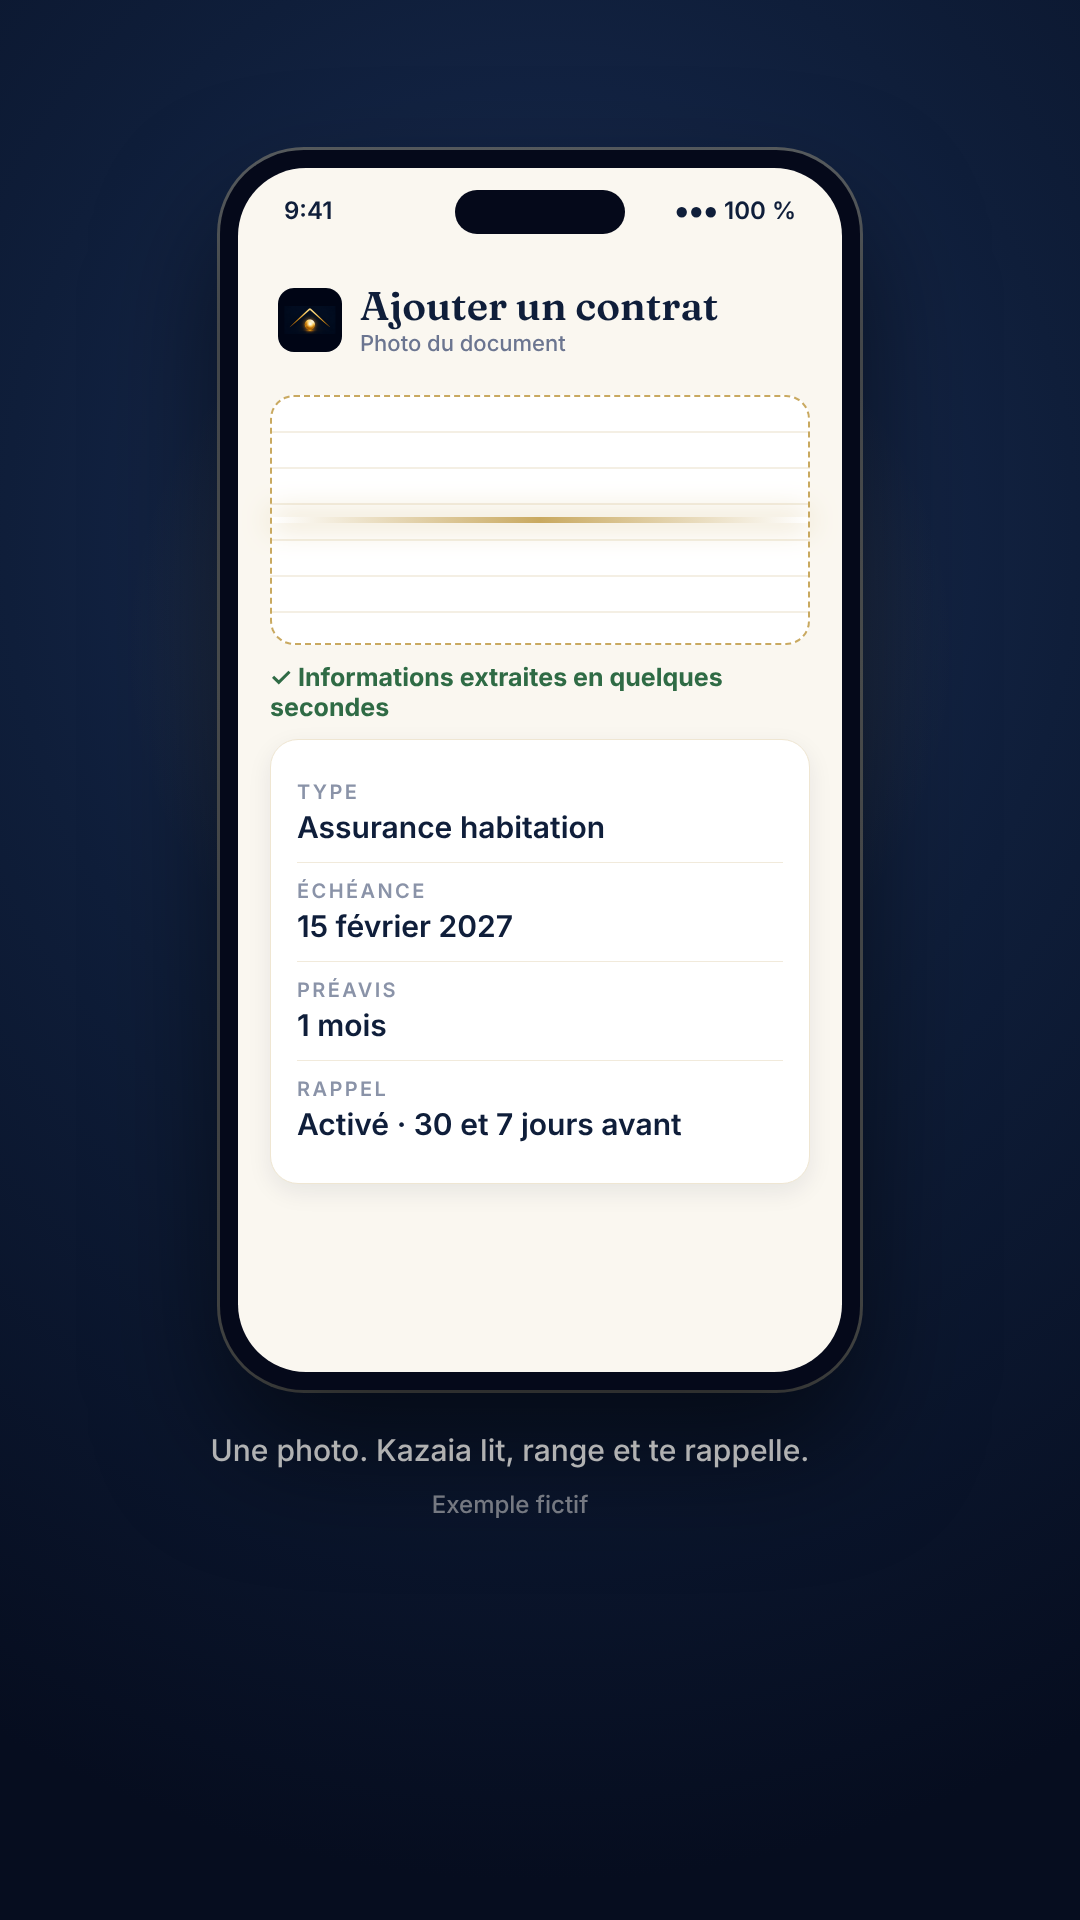 9:41
●●● 100 %
Ajouter un contrat
Photo du document
✓ Informations extraites en quelques
secondes
TYPE
Assurance habitation
ÉCHÉANCE
15 février 2027
PRÉAVIS
1 mois
RAPPEL
Activé · 30 et 7 jours avant
Une photo. Kazaia lit, range et te rappelle.
Exemple fictif